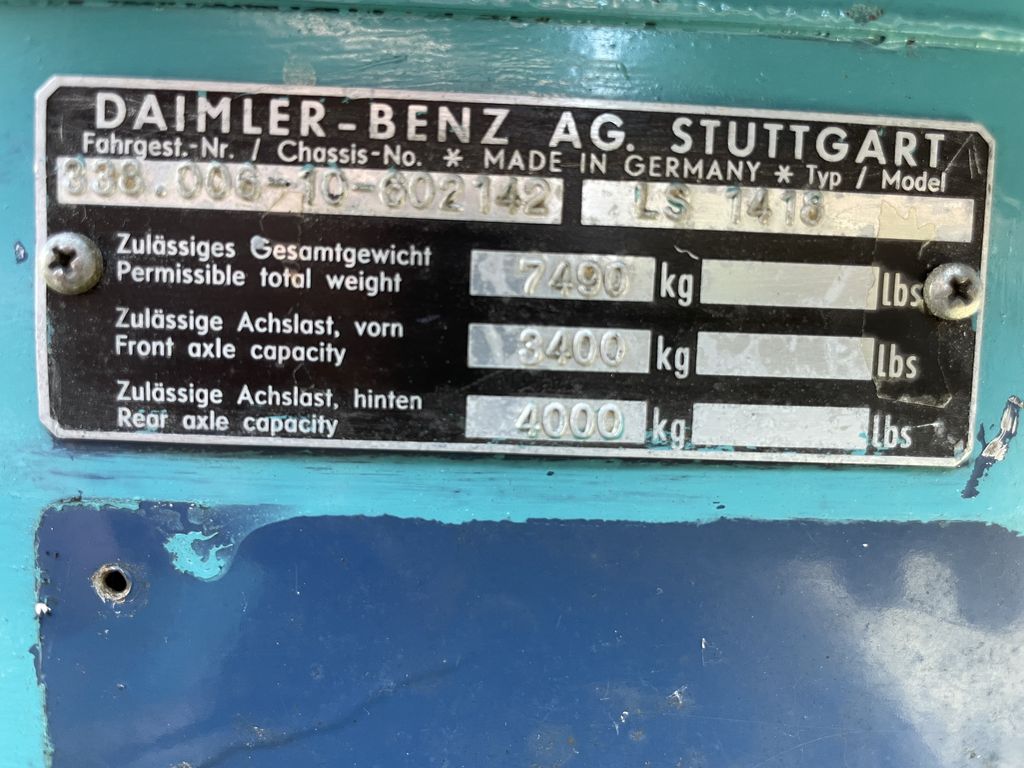 DAIMLER-BENZ AG. STUTTGART
Fahrgest.-Nr. / Chassis-No. * MADE IN GERMANY * Typ / Model
338.006-10-602142 LS 1418
Zulässiges Gesamtgewicht
Permissible total weight 7490 kg lbs
Zulässige Achslast, vorn
Front axle capacity 3400 kg lbs
Zulässige Achslast, hinten
Rear axle capacity 4000 kg lbs